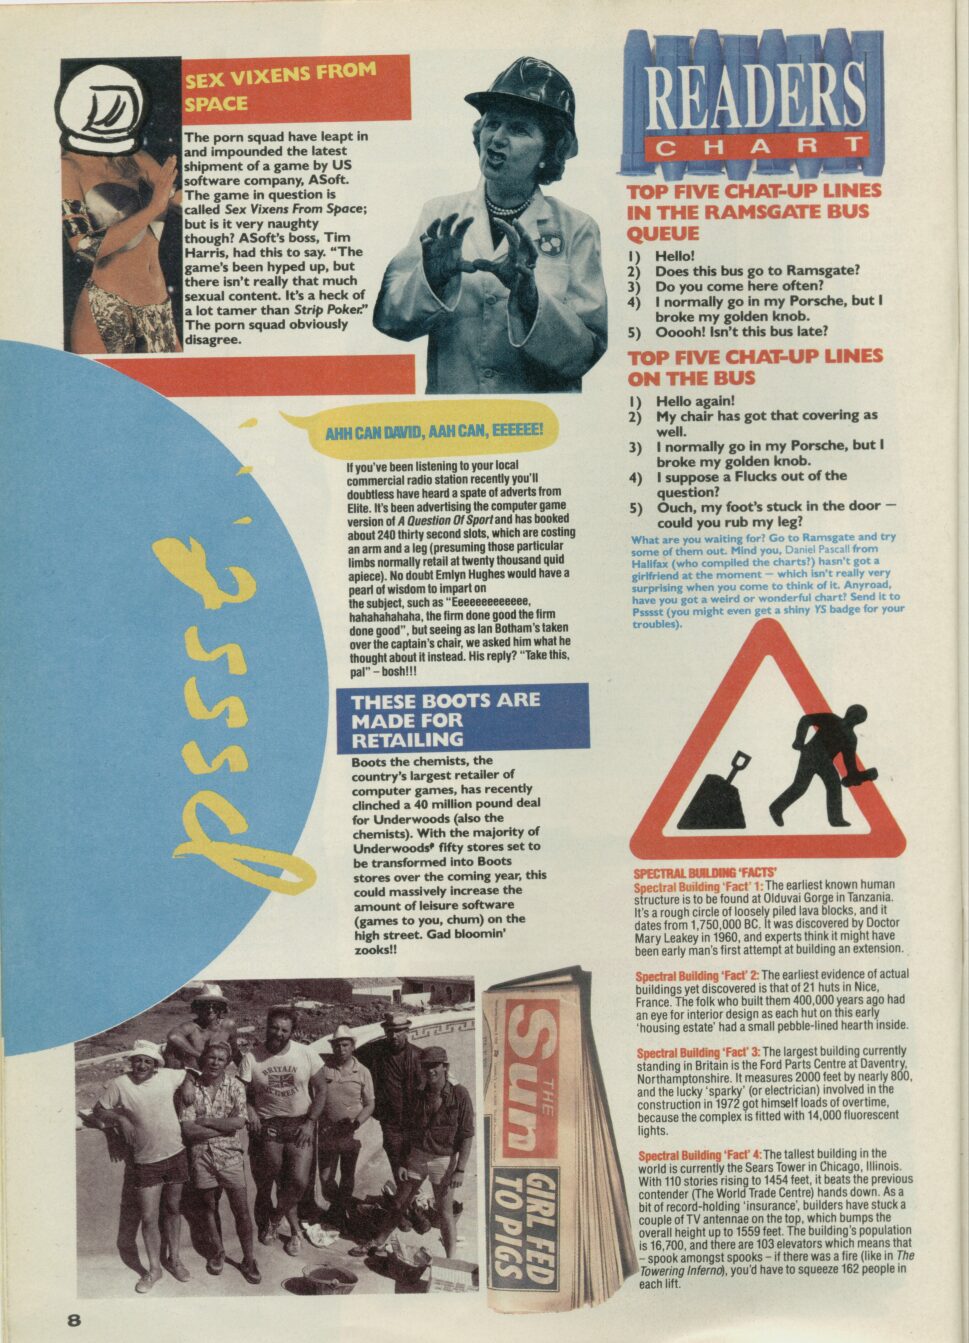 SEX VIXENS FROM
SPACE
The porn squad have leapt in
and impounded the latest
shipment of a game by US
software company, ASoft.
The game in question is
called Sex Vixens From Space;
but is it very naughty
though? ASoft's boss, Tim
Harris, had this to say. "The
game's been hyped up, but
there isn't really that much
sexual content. It's a heck of
a lot tamer than Strip Poker."
The porn squad obviously
disagree.
AHH CAN DAVID, AAH CAN, EEEEEE!
If you've been listening to your local
commercial radio station recently you'll
doubtless have heard a spate of adverts from
Elite. It's been advertising the computer game
version of A Question Of Sport and has booked
about 240 thirty second slots, which are costing
an arm and a leg (presuming those particular
limbs normally retail at twenty thousand quid
apiece). No doubt Emlyn Hughes would have a
pearl of wisdom to impart on
the subject, such as "Eeeeeeeeeeeee,
hahahahahaha, the firm done good the firm
done good", but seeing as Ian Botham's taken
over the captain's chair, we asked him what he
thought about it instead. His reply? "Take this,
pal" – bosh!!!
psssst
THESE BOOTS ARE
MADE FOR
RETAILING
Boots the chemists, the
country's largest retailer of
computer games, has recently
clinched a 40 million pound deal
for Underwoods (also the
chemists). With the majority of
Underwoods' fifty stores set to
be transformed into Boots
stores over the coming year, this
could massively increase the
amount of leisure software
(games to you, chum) on the
high street. Gad bloomin'
zooks!!
BRITAIN
THE
Sun
GIRL FED
TO PIGS
READERS
CHART
TOP FIVE CHAT-UP LINES
IN THE RAMSGATE BUS
QUEUE
1) Hello!
2) Does this bus go to Ramsgate?
3) Do you come here often?
4) I normally go in my Porsche, but I
broke my golden knob.
5) Ooooh! Isn't this bus late?
TOP FIVE CHAT-UP LINES
ON THE BUS
1) Hello again!
2) My chair has got that covering as
well.
3) I normally go in my Porsche, but I
broke my golden knob.
4) I suppose a Flucks out of the
question?
5) Ouch, my foot's stuck in the door —
could you rub my leg?
What are you waiting for? Go to Ramsgate and try
some of them out. Mind you, Daniel Pascall from
Halifax (who compiled the charts?) hasn't got a
girlfriend at the moment — which isn't really very
surprising when you come to think of it. Anyroad,
have you got a weird or wonderful chart? Send it to
Psssst (you might even get a shiny YS badge for your
troubles).
SPECTRAL BUILDING 'FACTS'
Spectral Building 'Fact' 1: The earliest known human
structure is to be found at Olduvai Gorge in Tanzania.
It's a rough circle of loosely piled lava blocks, and it
dates from 1,750,000 BC. It was discovered by Doctor
Mary Leakey in 1960, and experts think it might have
been early man's first attempt at building an extension.
Spectral Building 'Fact' 2: The earliest evidence of actual
buildings yet discovered is that of 21 huts in Nice,
France. The folk who built them 400,000 years ago had
an eye for interior design as each hut on this early
'housing estate' had a small pebble-lined hearth inside.
Spectral Building 'Fact' 3: The largest building currently
standing in Britain is the Ford Parts Centre at Daventry,
Northamptonshire. It measures 2000 feet by nearly 800,
and the lucky 'sparky' (or electrician) involved in the
construction in 1972 got himself loads of overtime,
because the complex is fitted with 14,000 fluorescent
lights.
Spectral Building 'Fact' 4: The tallest building in the
world is currently the Sears Tower in Chicago, Illinois.
With 110 stories rising to 1454 feet, it beats the previous
contender (The World Trade Centre) hands down. As a
bit of record-holding 'insurance', builders have stuck a
couple of TV antennae on the top, which bumps the
overall height up to 1559 feet. The building's population
is 16,700, and there are 103 elevators which means that
– spook amongst spooks – if there was a fire (like in The
Towering Inferno), you'd have to squeeze 162 people in
each lift.
8